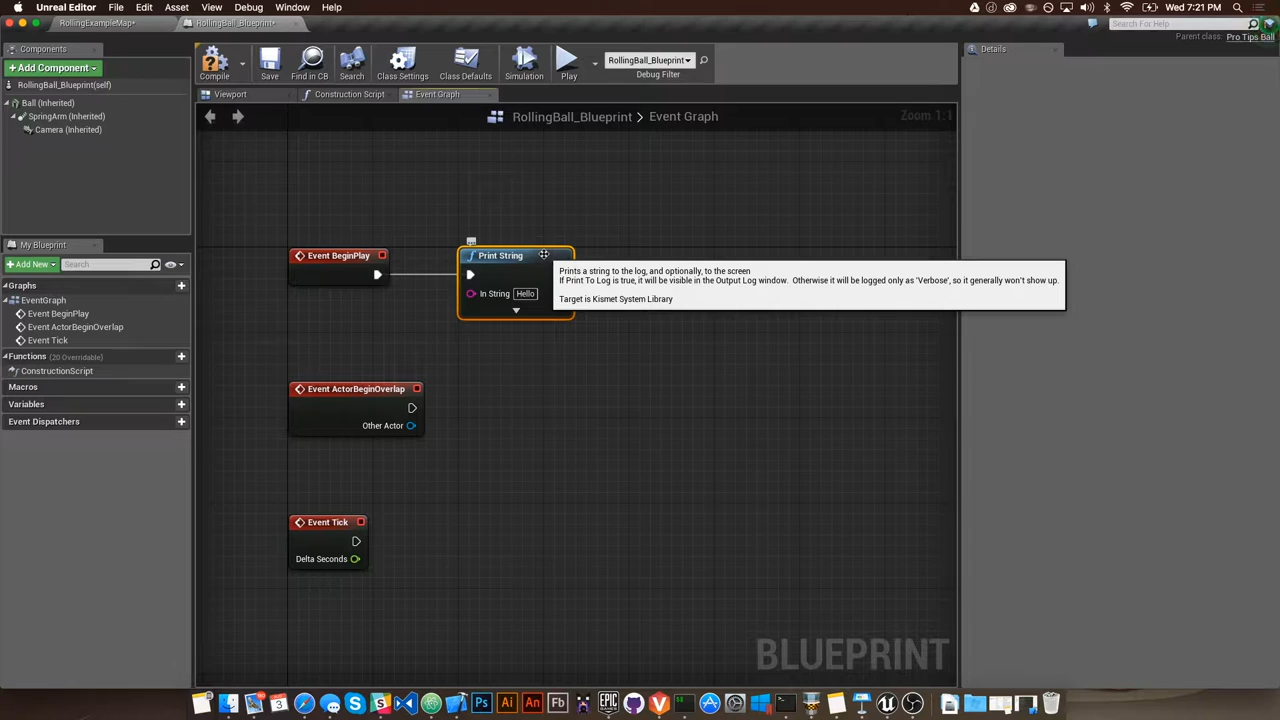 Unreal Editor File Edit Asset View Debug Window Help
Wed 7:21 PM
RollingExampleMap*
RollingBall_Blueprint*
Search For Help
Parent class: Pro Tips Ball
Components
+Add Component
RollingBall_Blueprint(self)
Ball (Inherited)
SpringArm (Inherited)
Camera (Inherited)
Compile
Save
Find in CB
Search
Class Settings
Class Defaults
Simulation
Play
RollingBall_Blueprint
Debug Filter
Details
Viewport
Construction Script
Event Graph
RollingBall_Blueprint > Event Graph
Zoom 1:1
My Blueprint
+Add New
Search
Graphs
EventGraph
Event BeginPlay
Event ActorBeginOverlap
Event Tick
Functions (20 Overridable)
ConstructionScript
Macros
Variables
Event Dispatchers
Event BeginPlay
Print String
In String Hello
Prints a string to the log, and optionally, to the screen
If Print To Log is true, it will be visible in the Output Log window. Otherwise it will be logged only as 'Verbose', so it generally won't show up.
Target is Kismet System Library
Event ActorBeginOverlap
Other Actor
Event Tick
Delta Seconds
BLUEPRINT
Ps Ai An Fb
EPIC GAMES